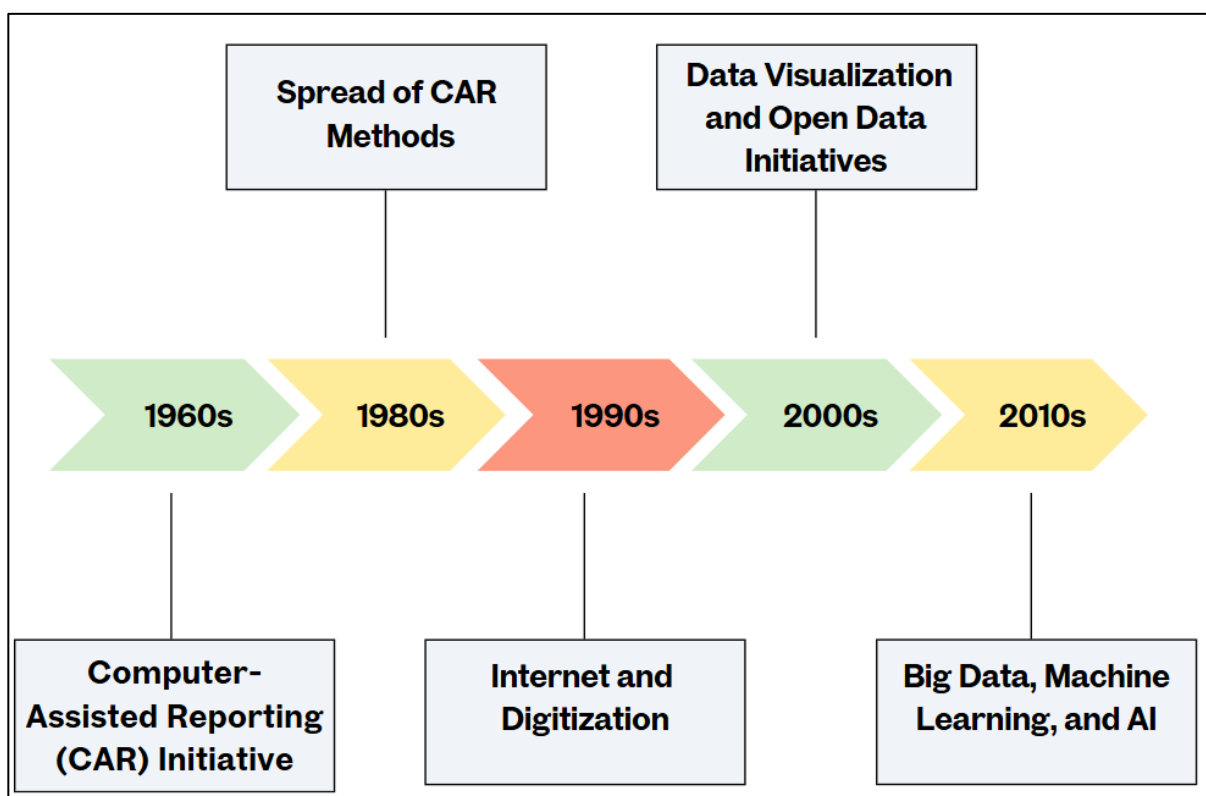 Spread of CAR
Methods
Data Visualization
and Open Data
Initiatives
1960s
1980s
1990s
2000s
2010s
Computer-
Assisted Reporting
(CAR) Initiative
Internet and
Digitization
Big Data, Machine
Learning, and AI